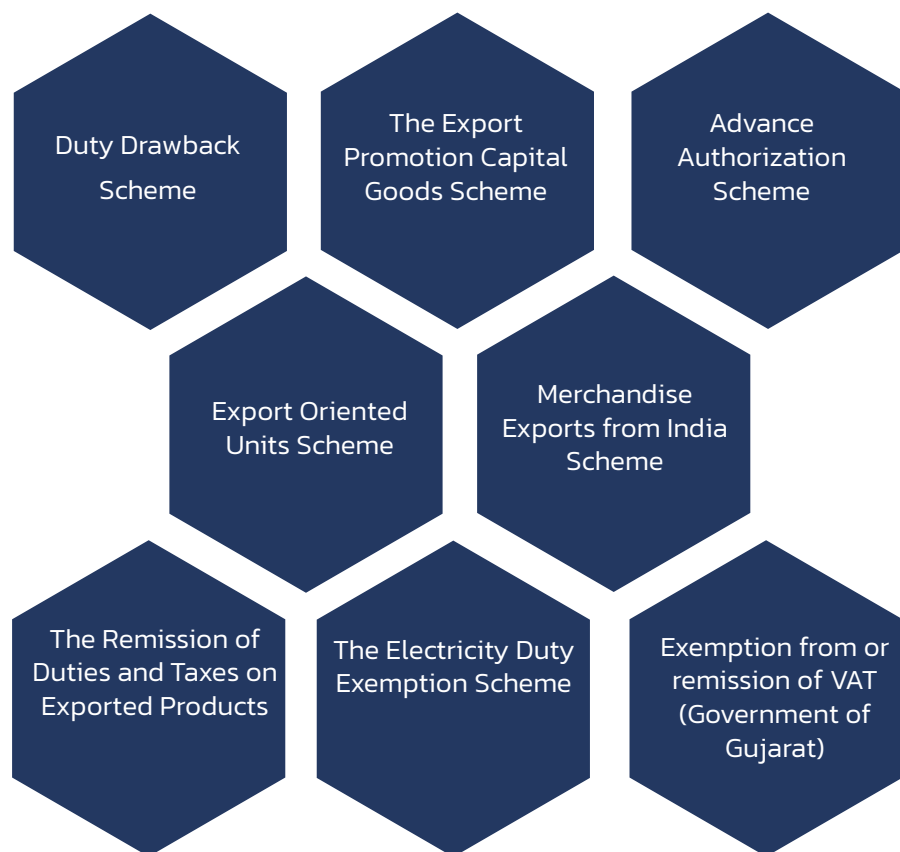 Duty Drawback
Scheme
The Export
Promotion Capital
Goods Scheme
Advance
Authorization
Scheme
Export Oriented
Units Scheme
Merchandise
Exports from India
Scheme
The Remission of
Duties and Taxes on
Exported Products
The Electricity Duty
Exemption Scheme
Exemption from or
remission of VAT
(Government of
Gujarat)